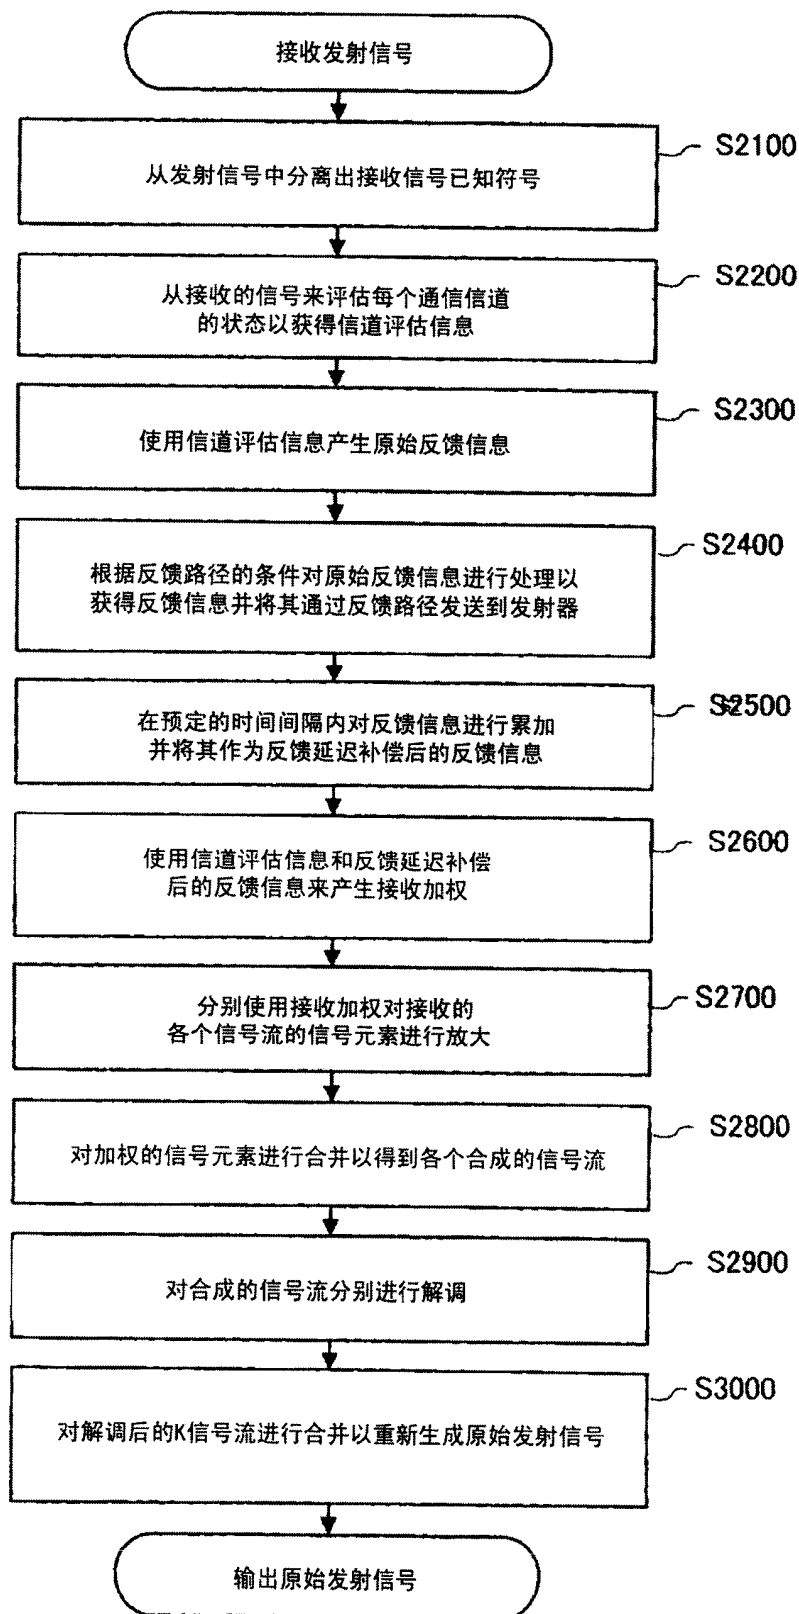 接收发射信号
从发射信号中分离出接收信号已知符号
S2100
从接收的信号来评估每个通信信道
的状态以获得信道评估信息
S2200
使用信道评估信息产生原始反馈信息
S2300
根据反馈路径的条件对原始反馈信息进行处理以
获得反馈信息并将其通过反馈路径发送到发射器
S2400
在预定的时间间隔内对反馈信息进行累加
并将其作为反馈延迟补偿后的反馈信息
S2500
使用信道评估信息和反馈延迟补偿
后的反馈信息来产生接收加权
S2600
分别使用接收加权对接收的
各个信号流的信号元素进行放大
S2700
对加权的信号元素进行合并以得到各个合成的信号流
S2800
对合成的信号流分别进行解调
S2900
对解调后的K信号流进行合并以重新生成原始发射信号
S3000
输出原始发射信号